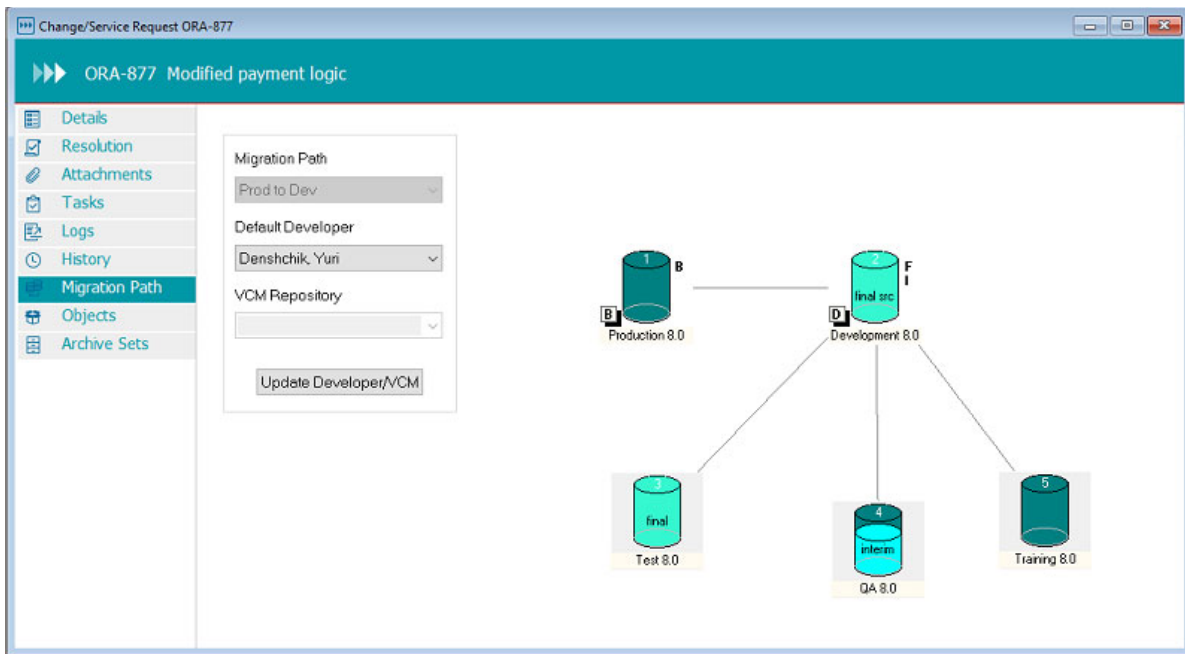 Change/Service Request ORA-877
ORA-877 Modified payment logic
Details
Resolution
Attachments
Tasks
Logs
History
Migration Path
Objects
Archive Sets
Migration Path
Prod to Dev
Default Developer
Denshchik, Yuri
VCM Repository
Update Developer/VCM
1
B
B
Production 8.0
2
F
I
final src
D
Development 8.0
3
final
Test 8.0
4
interim
QA 8.0
5
Training 8.0